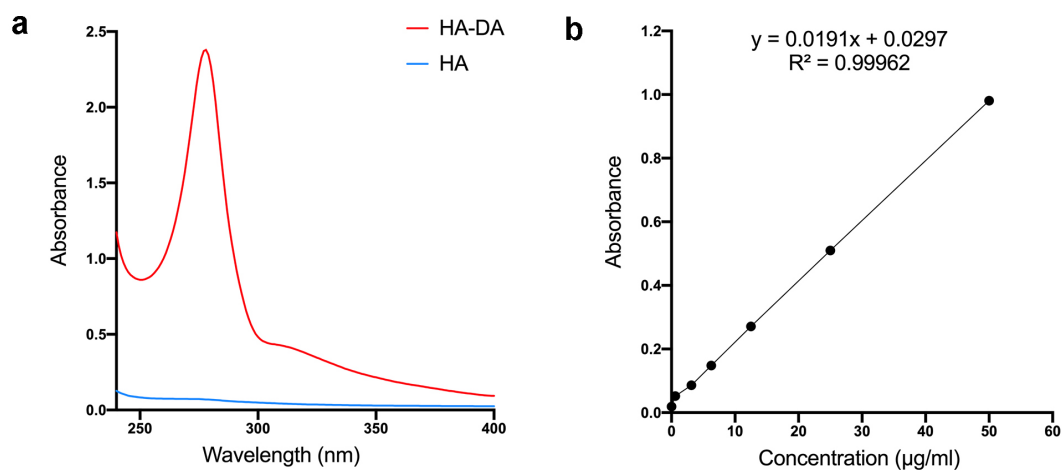 a
HA-DA
HA
2.5
2.0
1.5
1.0
0.5
0.0
Absorbance
250
300
350
400
Wavelength (nm)
b
y = 0.0191x + 0.0297
R² = 0.99962
1.2
1.0
0.8
0.6
0.4
0.2
0.0
Absorbance
0
10
20
30
40
50
60
Concentration (µg/ml)